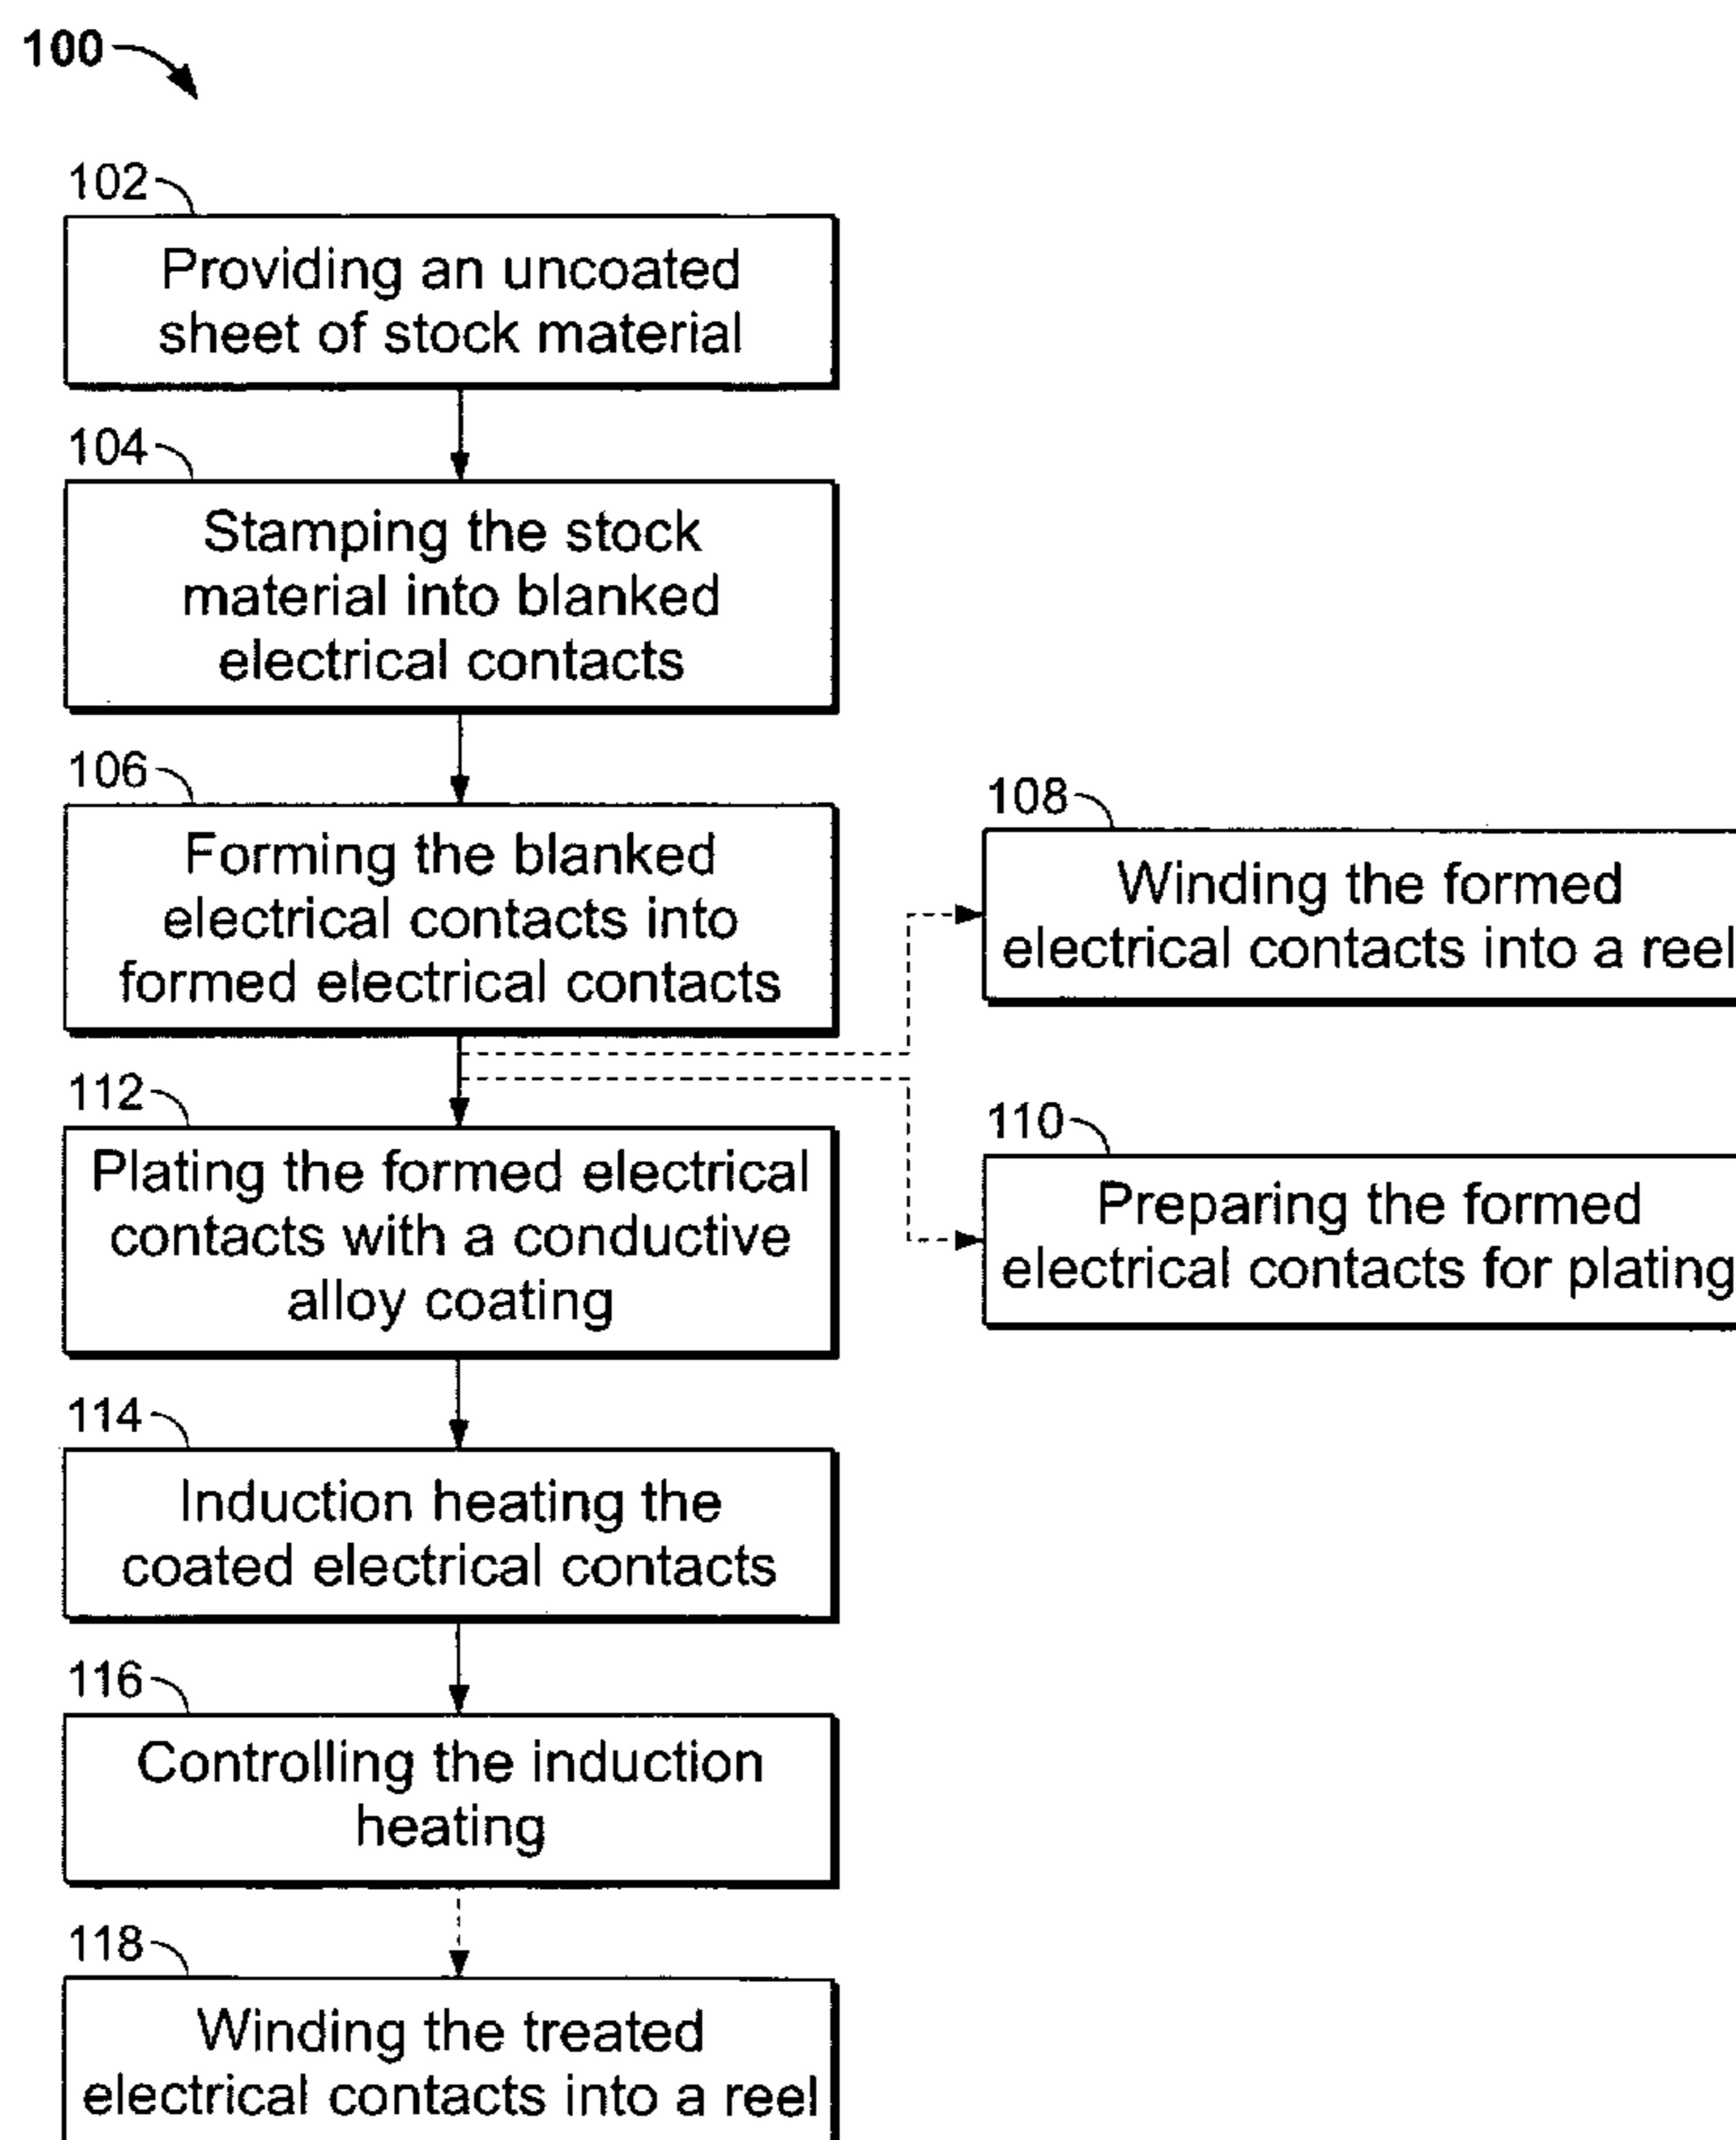 100
102
Providing an uncoated
sheet of stock material
104
Stamping the stock
material into blanked
electrical contacts
106
Forming the blanked
electrical contacts into
formed electrical contacts
108
Winding the formed
electrical contacts into a reel
110
Preparing the formed
electrical contacts for plating
112
Plating the formed electrical
contacts with a conductive
alloy coating
114
Induction heating the
coated electrical contacts
116
Controlling the induction
heating
118
Winding the treated
electrical contacts into a reel